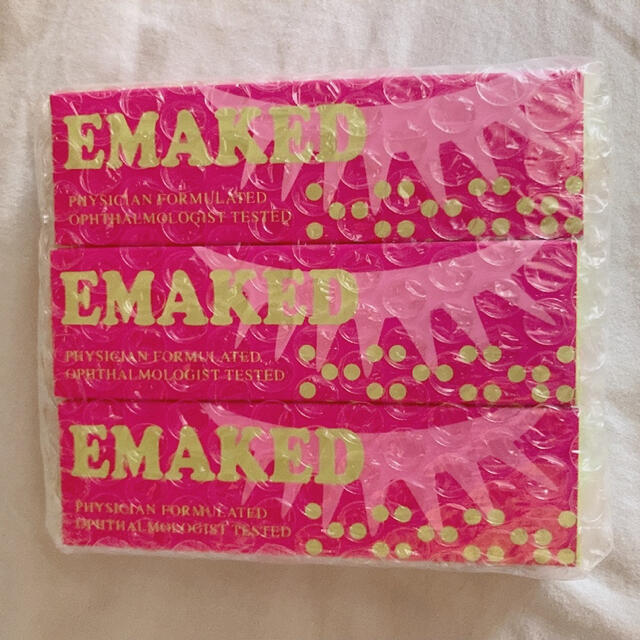 EMAKED
PHYSICIAN FORMULATED
OPHTHALMOLOGIST TESTED
EMAKED
PHYSICIAN FORMULATED
OPHTHALMOLOGIST TESTED
EMAKED
PHYSICIAN FORMULATED
OPHTHALMOLOGIST TESTED